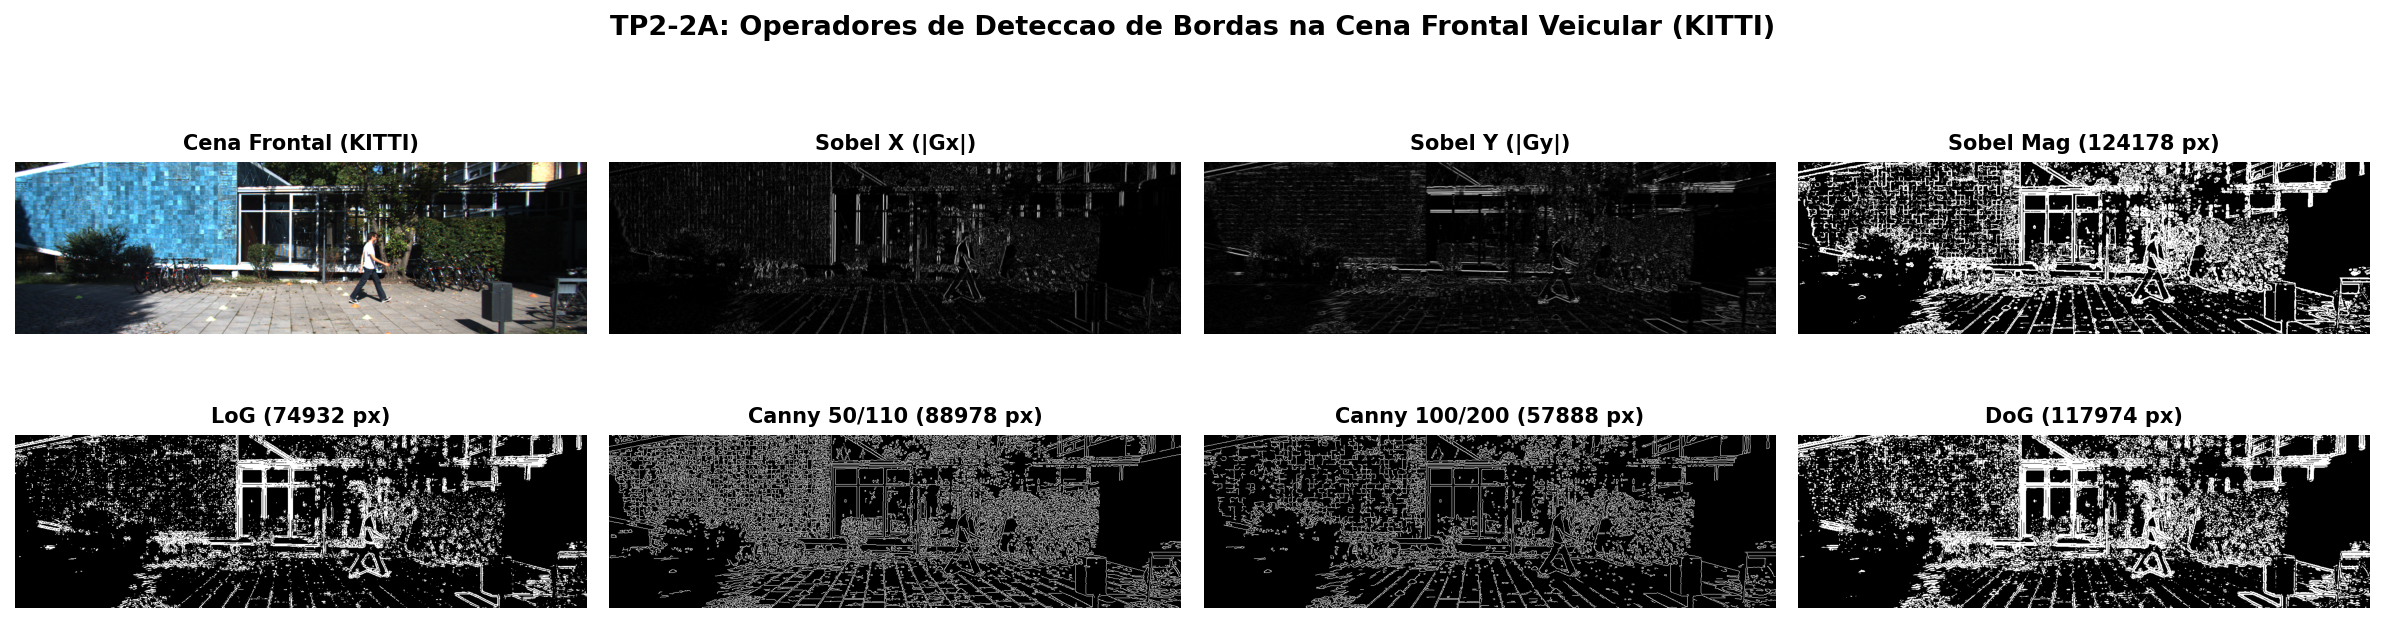 TP2-2A: Operadores de Deteccao de Bordas na Cena Frontal Veicular (KITTI)
Cena Frontal (KITTI)
Sobel X (|Gx|)
Sobel Y (|Gy|)
Sobel Mag (124178 px)
LoG (74932 px)
Canny 50/110 (88978 px)
Canny 100/200 (57888 px)
DoG (117974 px)